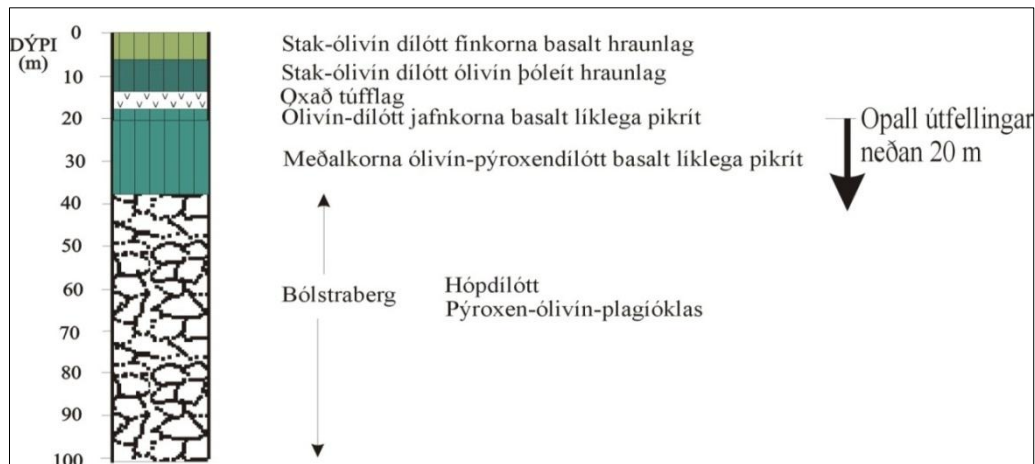 DÝPI
(m)
0
10
20
30
40
50
60
70
80
90
100
Stak-ólivín dílótt fínkorna basalt hraunlag
Stak-ólivín dílótt ólivín þóleít hraunlag
Oxað túfflag
Ólivín-dílótt jafnkorna basalt líklega pikrít
Meðalkorna ólivín-pýroxendílótt basalt líklega pikrít
Bólstraberg
Hópdílótt
Pýroxen-ólivín-plagíóklas
Opall útfellingar
neðan 20 m